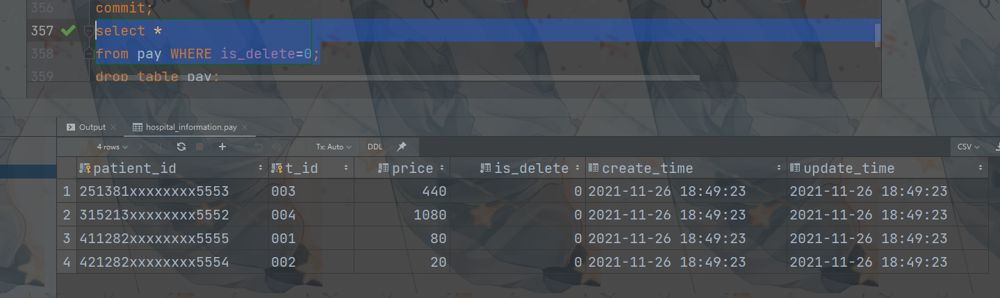 356 commit;
357 select *
358 from pay WHERE is_delete=0;
359 drop table pay;
Output hospital_information.pay
4 rows Tx: Auto DDL CSV
patient_id t_id price is_delete create_time update_time
1 251381xxxxxxxx5553 003 440 0 2021-11-26 18:49:23 2021-11-26 18:49:23
2 315213xxxxxxxx5552 004 1080 0 2021-11-26 18:49:23 2021-11-26 18:49:23
3 411282xxxxxxxx5555 001 80 0 2021-11-26 18:49:23 2021-11-26 18:49:23
4 421282xxxxxxxx5554 002 20 0 2021-11-26 18:49:23 2021-11-26 18:49:23